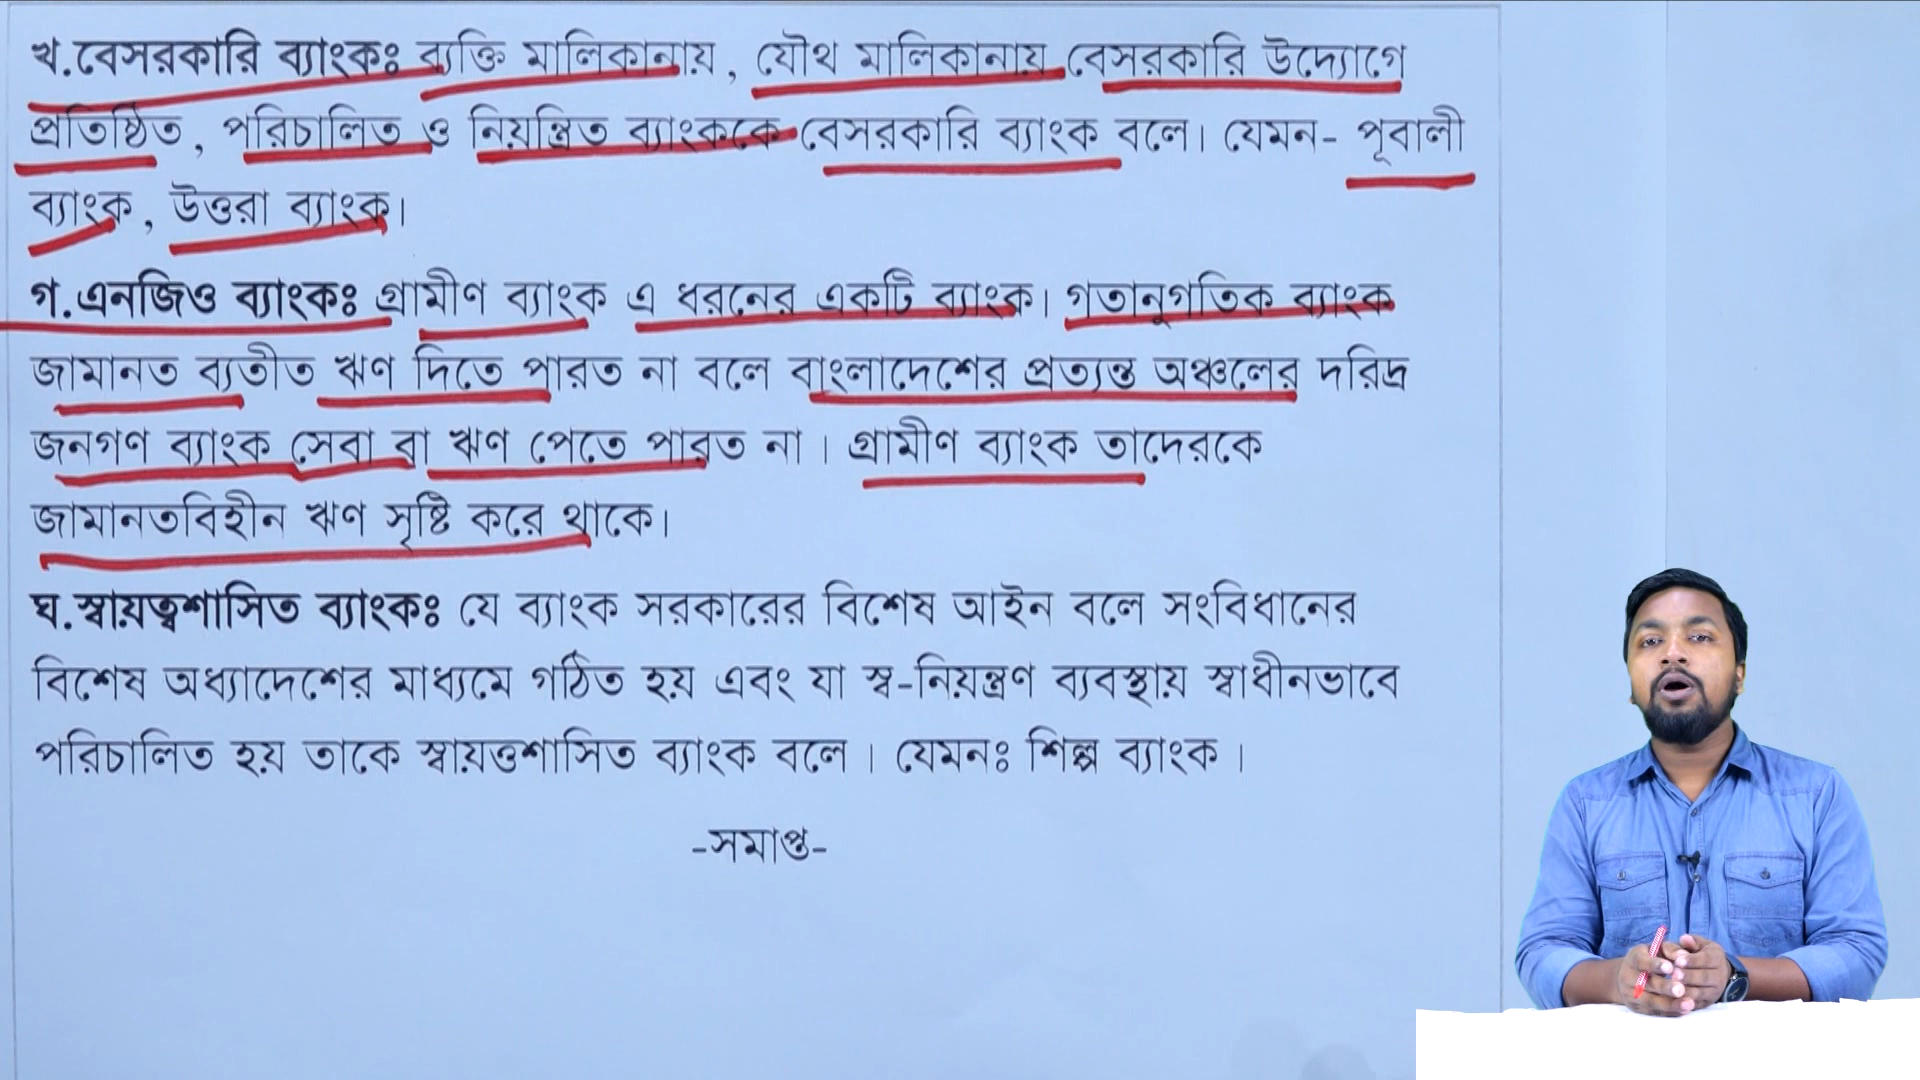 খ.বেসরকারি ব্যাংকঃ ব্যক্তি মালিকানায়, যৌথ মালিকানায় বেসরকারি উদ্যোগে
প্রতিষ্ঠিত, পরিচালিত ও নিয়ন্ত্রিত ব্যাংককে বেসরকারি ব্যাংক বলে। যেমন- পূবালী
ব্যাংক, উত্তরা ব্যাংক।
গ.এনজিও ব্যাংকঃ গ্রামীণ ব্যাংক এ ধরনের একটি ব্যাংক। গতানুগতিক ব্যাংক
জামানত ব্যতীত ঋণ দিতে পারত না বলে বাংলাদেশের প্রত্যন্ত অঞ্চলের দরিদ্র
জনগণ ব্যাংক সেবা বা ঋণ পেতে পারত না । গ্রামীণ ব্যাংক তাদেরকে
জামানতবিহীন ঋণ সৃষ্টি করে থাকে।
ঘ.স্বায়ত্বশাসিত ব্যাংকঃ যে ব্যাংক সরকারের বিশেষ আইন বলে সংবিধানের
বিশেষ অধ্যাদেশের মাধ্যমে গঠিত হয় এবং যা স্ব-নিয়ন্ত্রণ ব্যবস্থায় স্বাধীনভাবে
পরিচালিত হয় তাকে স্বায়ত্তশাসিত ব্যাংক বলে । যেমনঃ শিল্প ব্যাংক ।
-সমাপ্ত-